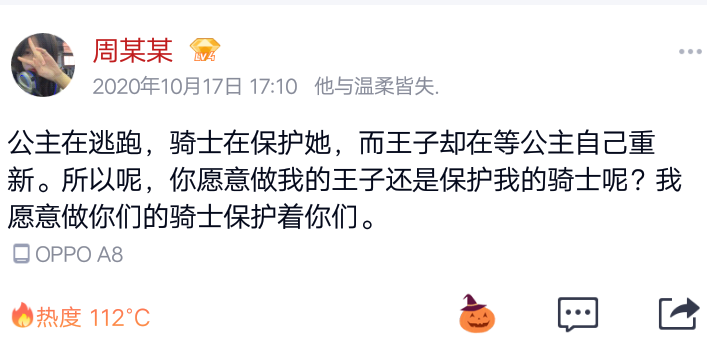 周某某 LV4
2020年10月17日 17:10 他与温柔皆失.
公主在逃跑，骑士在保护她，而王子却在等公主自己重
新。所以呢，你愿意做我的王子还是保护我的骑士呢？我
愿意做你们的骑士保护着你们。
OPPO A8
热度 112°C